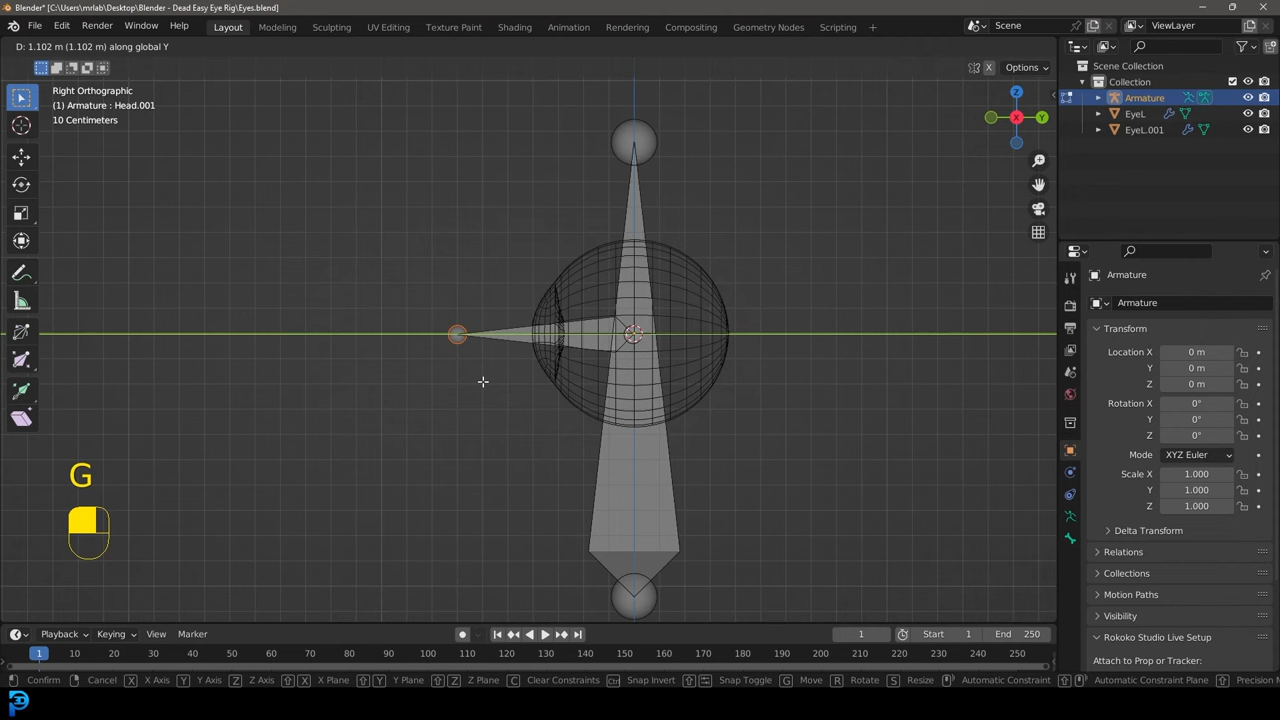 Blender* [C:\Users\mrlab\Desktop\Blender - Dead Easy Eye Rig\Eyes.blend]
File Edit Render Window Help Layout Modeling Sculpting UV Editing Texture Paint Shading Animation Rendering Compositing Geometry Nodes Scripting + Scene ViewLayer
D: 1.102 m (1.102 m) along global Y
X Options
Right Orthographic
(1) Armature : Head.001
10 Centimeters
Z
X
Y
G
Scene Collection
Collection
Armature
EyeL
EyeL.001
Armature
Armature
Transform
Location X 0 m
Y 0 m
Z 0 m
Rotation X 0°
Y 0°
Z 0°
Mode XYZ Euler
Scale X 1.000
Y 1.000
Z 1.000
Delta Transform
Relations
Collections
Motion Paths
Visibility
Rokoko Studio Live Setup
Attach to Prop or Tracker:
Playback Keying View Marker 1 Start 1 End 250
1 10 20 30 40 50 60 70 80 90 100 110 120 130 140 150 160 170 180 190 200 210 220 230 240 250
Confirm Cancel X X Axis Y Y Axis Z Z Axis X X Plane Y Y Plane Z Z Plane C Clear Constraints Ctrl Snap Invert Snap Toggle G Move R Rotate S Resize Automatic Constraint Automatic Constraint Plane Precision M